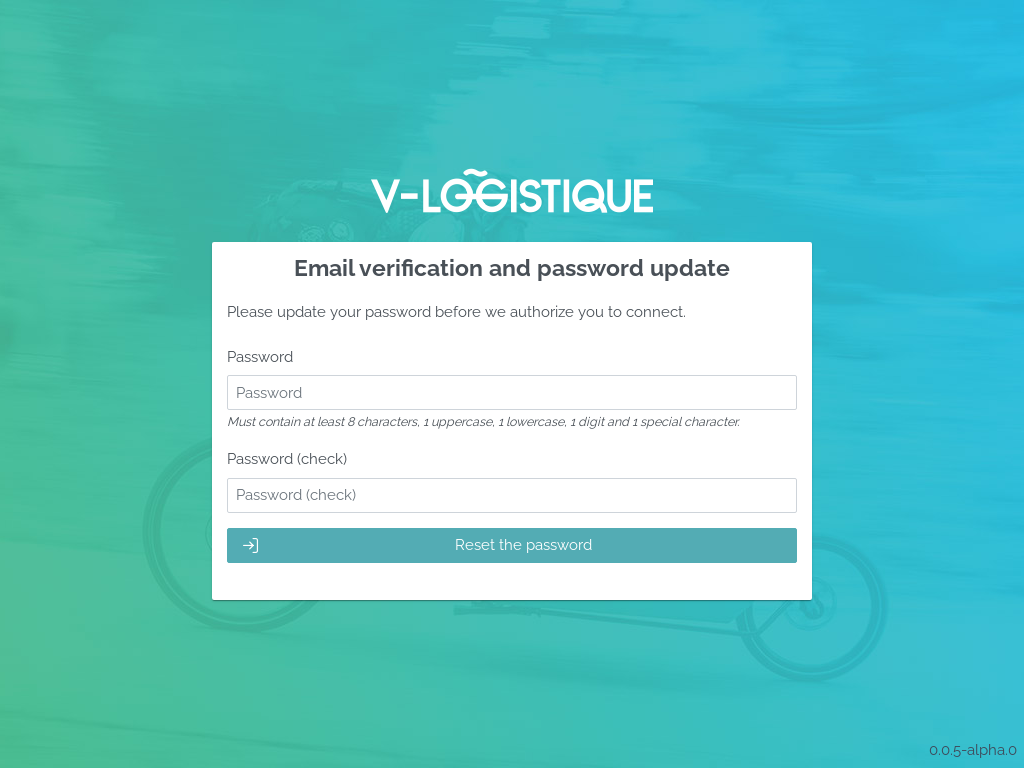 V-LOGISTIQUE
Email verification and password update
Please update your password before we authorize you to connect.
Password
Password
Must contain at least 8 characters, 1 uppercase, 1 lowercase, 1 digit and 1 special character.
Password (check)
Password (check)
Reset the password
0.0.5-alpha.0